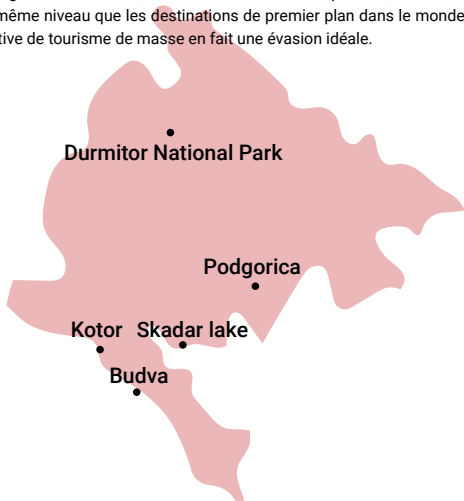 même niveau que les destinations de premier plan dans le monde
tive de tourisme de masse en fait une évasion idéale.
Durmitor National Park
Podgorica
Kotor Skadar lake
Budva